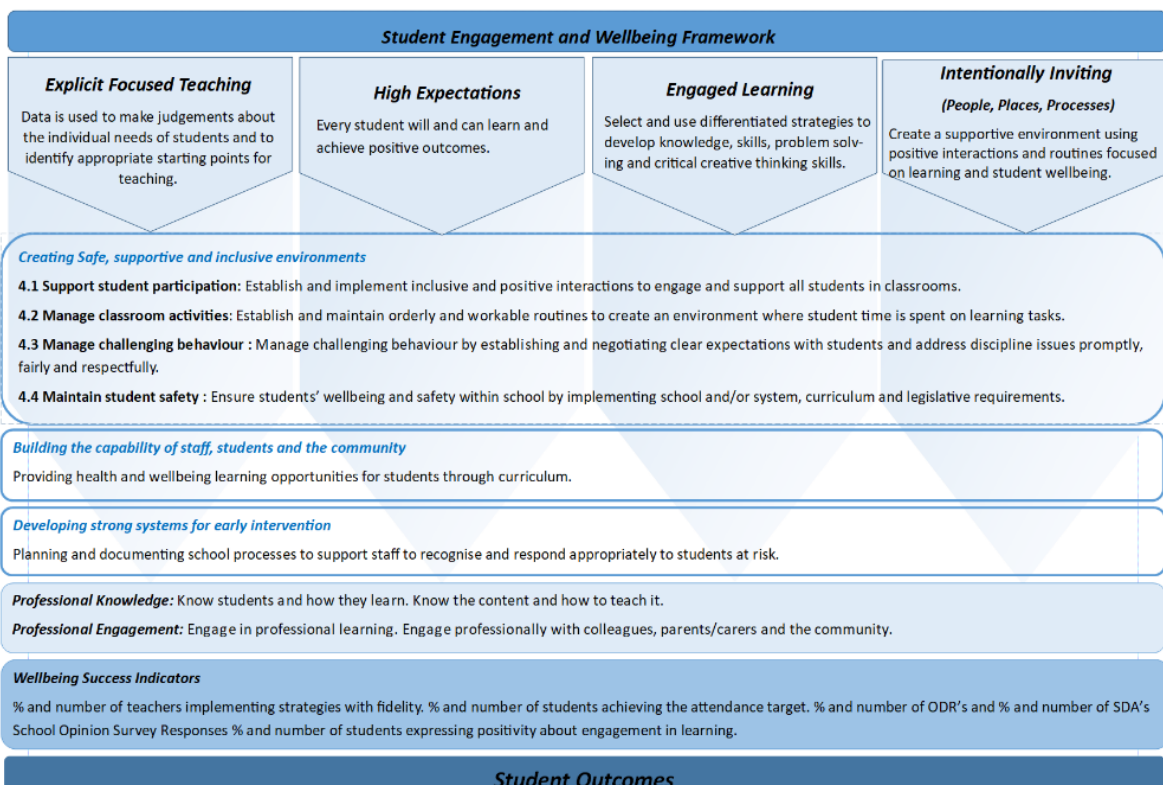 Student Engagement and Wellbeing Framework
Explicit Focused Teaching
Data is used to make judgements about
the individual needs of students and to
identify appropriate starting points for
teaching.
High Expectations
Every student will and can learn and
achieve positive outcomes.
Engaged Learning
Select and use differentiated strategies to
develop knowledge, skills, problem solv-
ing and critical creative thinking skills.
Intentionally Inviting
(People, Places, Processes)
Create a supportive environment using
positive interactions and routines focused
on learning and student wellbeing.
Creating Safe, supportive and inclusive environments
4.1 Support student participation: Establish and implement inclusive and positive interactions to engage and support all students in classrooms.
4.2 Manage classroom activities: Establish and maintain orderly and workable routines to create an environment where student time is spent on learning tasks.
4.3 Manage challenging behaviour : Manage challenging behaviour by establishing and negotiating clear expectations with students and address discipline issues promptly,
fairly and respectfully.
4.4 Maintain student safety : Ensure students’ wellbeing and safety within school by implementing school and/or system, curriculum and legislative requirements.
Building the capability of staff, students and the community
Providing health and wellbeing learning opportunities for students through curriculum.
Developing strong systems for early intervention
Planning and documenting school processes to support staff to recognise and respond appropriately to students at risk.
Professional Knowledge: Know students and how they learn. Know the content and how to teach it.
Professional Engagement: Engage in professional learning. Engage professionally with colleagues, parents/carers and the community.
Wellbeing Success Indicators
% and number of teachers implementing strategies with fidelity. % and number of students achieving the attendance target. % and number of ODR’s and % and number of SDA’s
School Opinion Survey Responses % and number of students expressing positivity about engagement in learning.
Student Outcomes